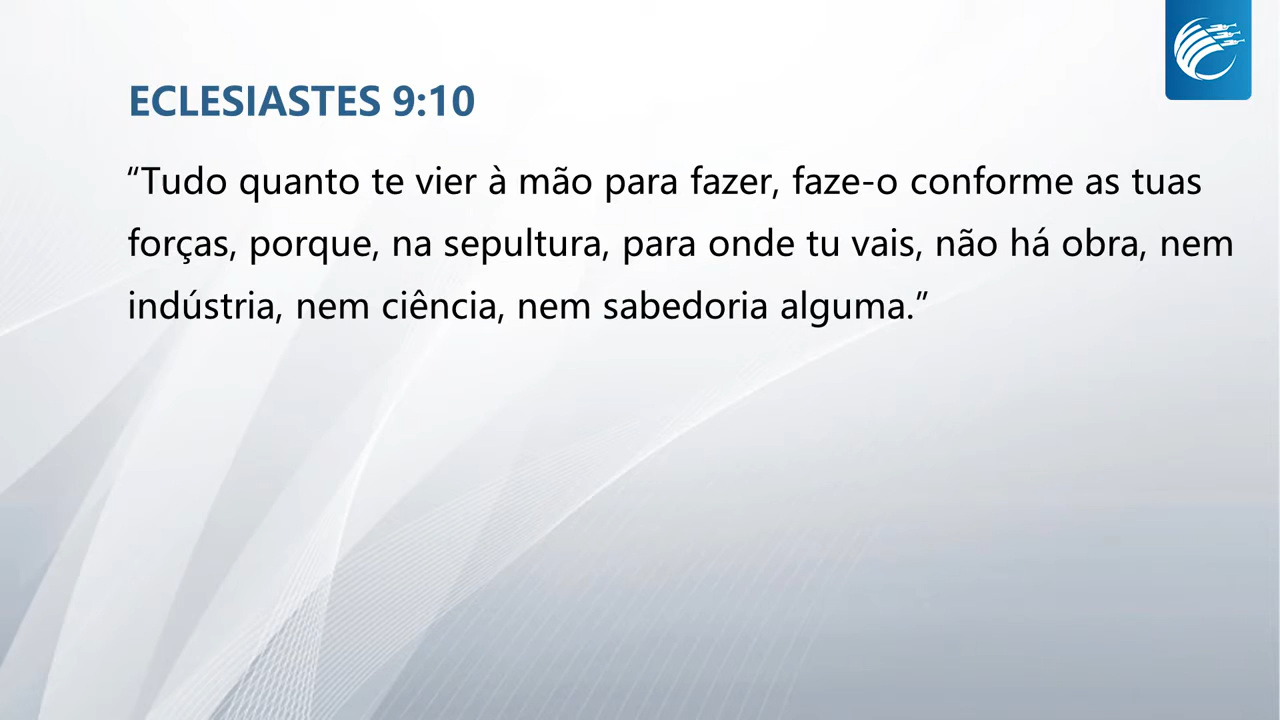 ECLESIASTES 9:10
“Tudo quanto te vier à mão para fazer, faze-o conforme as tuas
forças, porque, na sepultura, para onde tu vais, não há obra, nem
indústria, nem ciência, nem sabedoria alguma.”